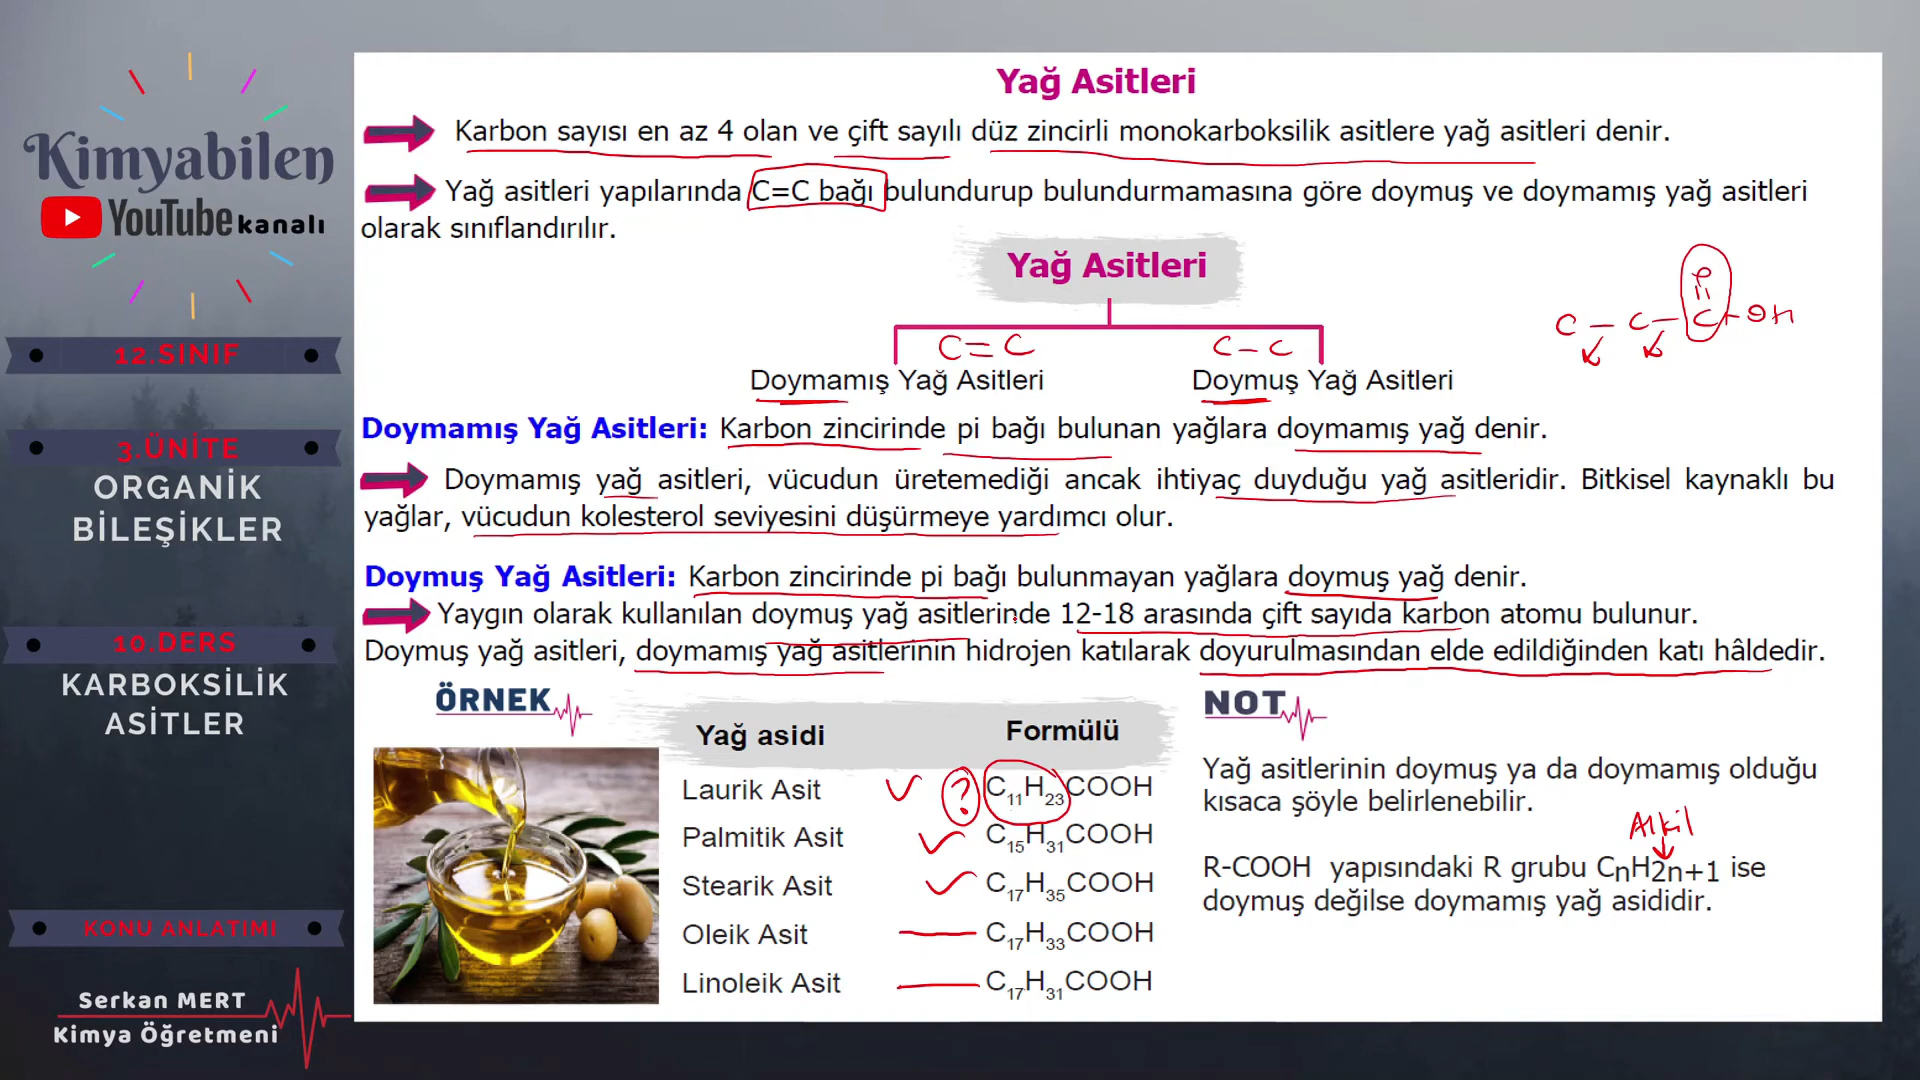 Kimyabilen
YouTube kanalı
12.SINIF
3.ÜNİTE
ORGANİK
BİLEŞİKLER
10.DERS
KARBOKSİLİK
ASİTLER
KONU ANLATIMI
Serkan MERT
Kimya Öğretmeni
Yağ Asitleri
Karbon sayısı en az 4 olan ve çift sayılı düz zincirli monokarboksilik asitlere yağ asitleri denir.
Yağ asitleri yapılarında C=C bağı bulundurup bulundurmamasına göre doymuş ve doymamış yağ asitleri
olarak sınıflandırılır.
Yağ Asitleri
O
C – C – C – OH
C = C
C – C
Doymamış Yağ Asitleri
Doymuş Yağ Asitleri
Doymamış Yağ Asitleri: Karbon zincirinde pi bağı bulunan yağlara doymamış yağ denir.
Doymamış yağ asitleri, vücudun üretemediği ancak ihtiyaç duyduğu yağ asitleridir. Bitkisel kaynaklı bu
yağlar, vücudun kolesterol seviyesini düşürmeye yardımcı olur.
Doymuş Yağ Asitleri: Karbon zincirinde pi bağı bulunmayan yağlara doymuş yağ denir.
Yaygın olarak kullanılan doymuş yağ asitlerinde 12-18 arasında çift sayıda karbon atomu bulunur.
Doymuş yağ asitleri, doymamış yağ asitlerinin hidrojen katılarak doyurulmasından elde edildiğinden katı hâldedir.
ÖRNEK
Yağ asidi Formülü
Laurik Asit ? C11H23COOH
Palmitik Asit C15H31COOH
Stearik Asit C17H35COOH
Oleik Asit C17H33COOH
Linoleik Asit C17H31COOH
NOT
Yağ asitlerinin doymuş ya da doymamış olduğu
kısaca şöyle belirlenebilir.
Alkil
R-COOH yapısındaki R grubu CnH2n+1 ise
doymuş değilse doymamış yağ asididir.